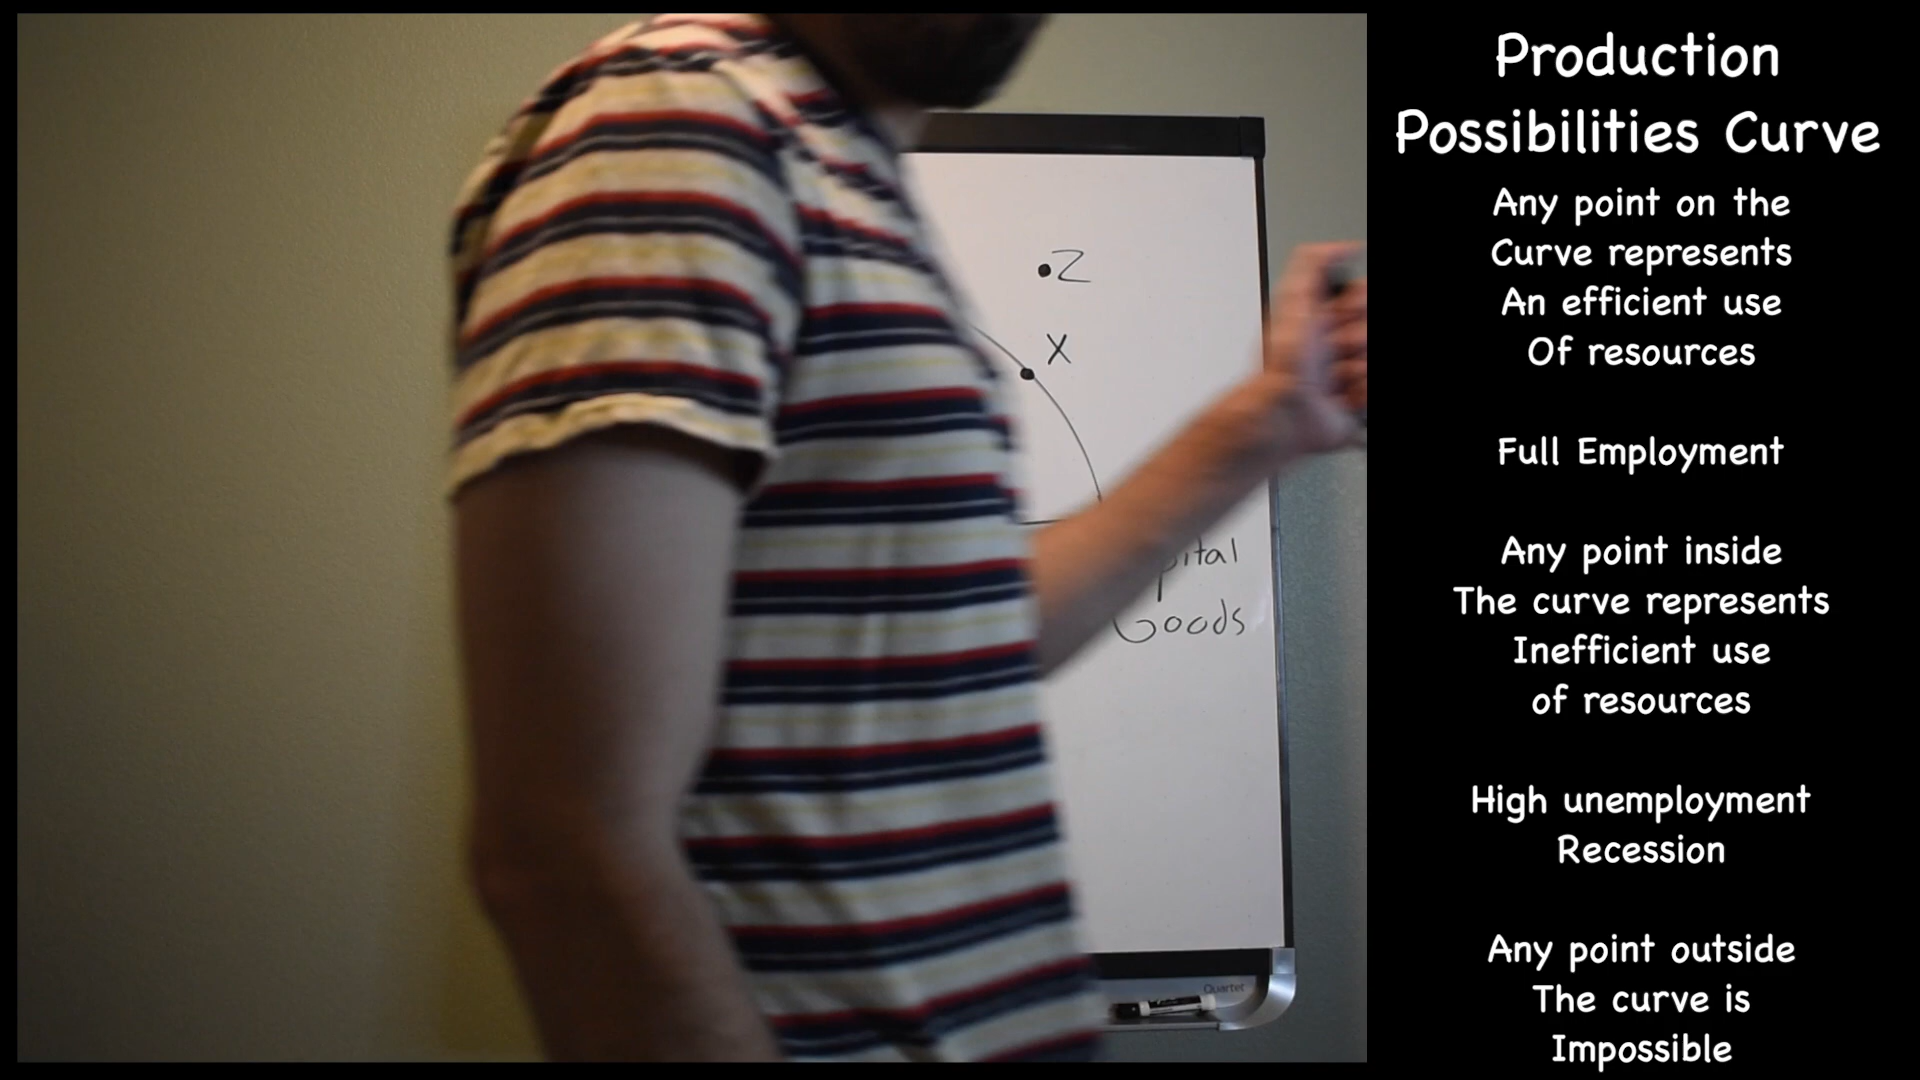 Z
X
Goods
Quartet
Production
Possibilities Curve
Any point on the
Curve represents
An efficient use
Of resources
Full Employment
Any point inside
The curve represents
Inefficient use
of resources
High unemployment
Recession
Any point outside
The curve is
Impossible